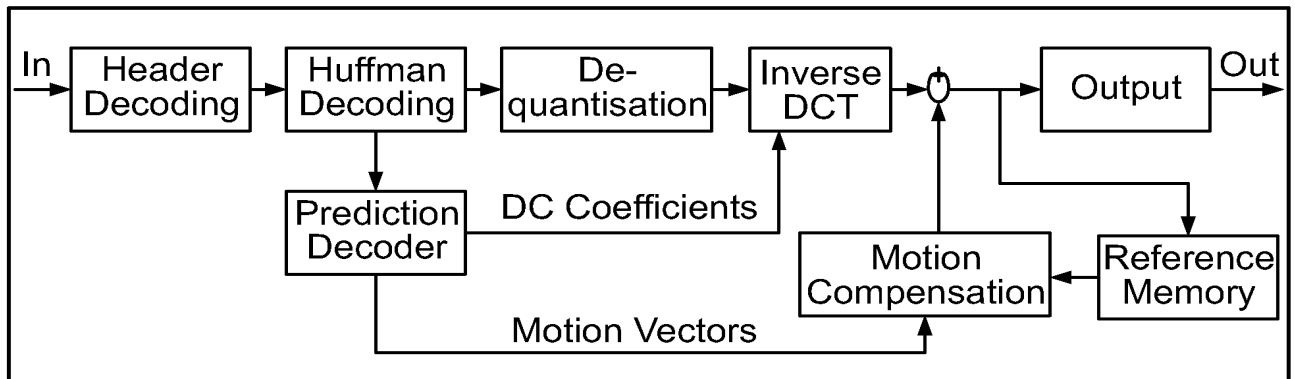 In
Header
Decoding
Huffman
Decoding
De-
quantisation
Inverse
DCT
+
Output
Out
Prediction
Decoder
DC Coefficients
Motion
Compensation
Reference
Memory
Motion Vectors